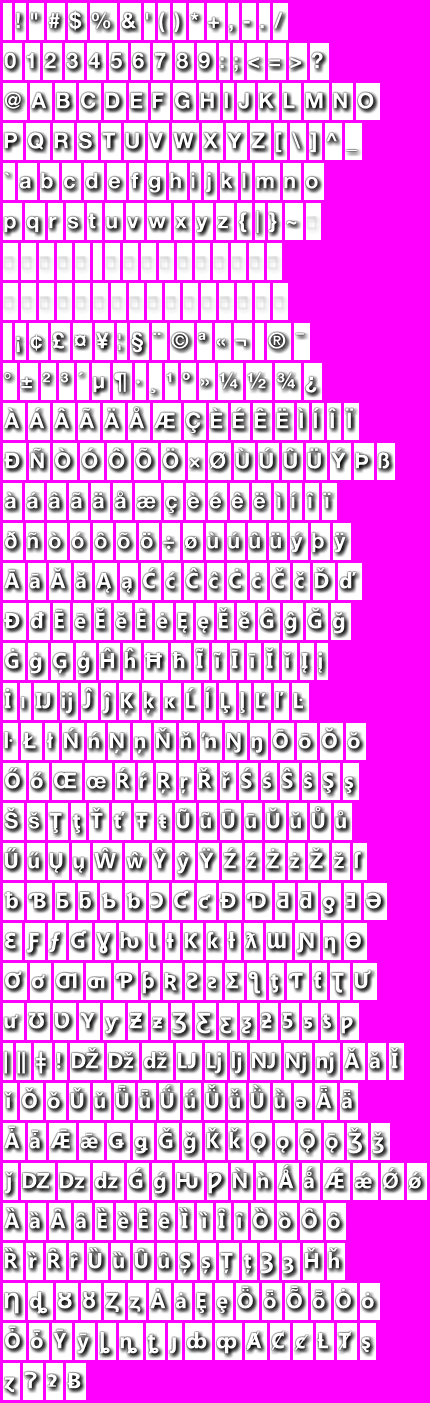 ! " # $ % & ' ( ) * + , - . /
0 1 2 3 4 5 6 7 8 9 : ; < = > ?
@ A B C D E F G H I J K L M N O
P Q R S T U V W X Y Z [ \ ] ^ _
` a b c d e f g h i j k l m n o
p q r s t u v w x y z { | } ~
¡ ¢ £ ¤ ¥ ¦ § ¨ © ª « ¬ ® ¯
° ± ² ³ ´ µ ¶ · ¸ ¹ º » ¼ ½ ¾ ¿
À Á Â Ã Ä Å Æ Ç È É Ê Ë Ì Í Î Ï
Ð Ñ Ò Ó Ô Õ Ö × Ø Ù Ú Û Ü Ý Þ ß
à á â ã ä å æ ç è é ê ë ì í î ï
ð ñ ò ó ô õ ö ÷ ø ù ú û ü ý þ ÿ
Ā ā Ă ă Ą ą Ć ć Ĉ ĉ Ċ ċ Č č Ď ď
Đ đ Ē ē Ĕ ĕ Ė ė Ę ę Ě ě Ĝ ĝ Ğ ğ
Ġ ġ Ģ ģ Ĥ ĥ Ħ ħ Ĩ ĩ Ī ī Ĭ ĭ Į į
İ ı Ĳ ĳ Ĵ ĵ Ķ ķ ĸ Ĺ ĺ Ļ ļ Ľ ľ Ŀ
ŀ Ł ł Ń ń Ņ ņ Ň ň ŉ Ŋ ŋ Ō ō Ŏ ŏ
Ő ő Œ œ Ŕ ŕ Ŗ ŗ Ř ř Ś ś Ŝ ŝ Ş ş
Š š Ţ ţ Ť ť Ŧ ŧ Ũ ũ Ū ū Ŭ ŭ Ů ů
Ű ű Ų ų Ŵ ŵ Ŷ ŷ Ÿ Ź ź Ż ż Ž ž ſ
ƀ Ɓ Ƃ ƃ Ƅ ƅ Ɔ Ƈ ƈ Ɖ Ɗ Ƌ ƌ ƍ Ǝ Ə
Ɛ Ƒ ƒ Ɠ Ɣ ƕ Ɩ Ɨ Ƙ ƙ ƚ ƛ Ɯ Ɲ ƞ Ɵ
Ơ ơ Ƣ ƣ Ƥ ƥ Ʀ Ƨ ƨ Ʃ ƪ ƫ Ƭ ƭ Ʈ Ư
ư Ʊ Ʋ Ƴ ƴ Ƶ ƶ Ʒ Ƹ ƹ ƺ ƻ Ƽ ƽ ƾ ƿ
ǀ ǁ ǂ ǃ Ǆ ǅ ǆ Ǉ ǈ ǉ Ǌ ǋ ǌ Ǎ ǎ Ǐ
ǐ Ǒ ǒ Ǔ ǔ Ǖ ǖ Ǘ ǘ Ǚ ǚ Ǜ ǜ ǝ Ǟ ǟ
Ǡ ǡ Ǣ ǣ Ǥ ǥ Ǧ ǧ Ǩ ǩ Ǫ ǫ Ǭ ǭ Ǯ ǯ
ǰ Ǳ ǲ ǳ Ǵ ǵ Ƕ Ƿ Ǹ ǹ Ǻ ǻ Ǽ ǽ Ǿ ǿ
Ȁ ȁ Ȃ ȃ Ȅ ȅ Ȇ ȇ Ȉ ȉ Ȋ ȋ Ȍ ȍ Ȏ ȏ
Ȑ ȑ Ȓ ȓ Ȕ ȕ Ȗ ȗ Ș ș Ț ț Ȝ ȝ Ȟ ȟ
Ƞ ȡ Ȣ ȣ Ȥ ȥ Ȧ ȧ Ȩ ȩ Ȫ ȫ Ȭ ȭ Ȯ ȯ
Ȱ ȱ Ȳ ȳ ȴ ȵ ȶ ȷ ȸ ȹ Ⱥ Ȼ ȼ Ƚ Ⱦ ȿ
ɀ Ɂ ɂ Ƀ